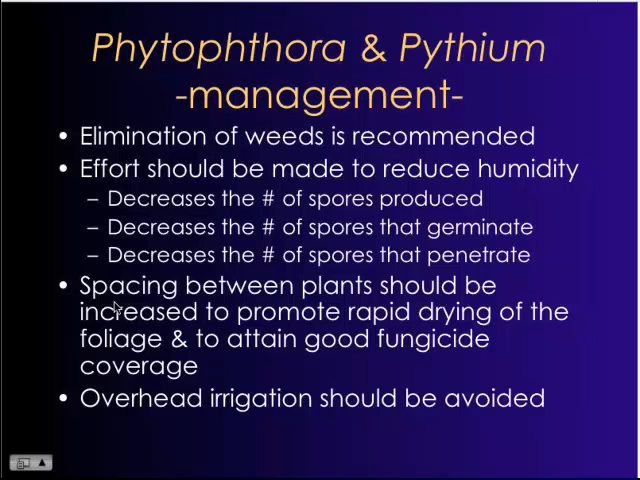 Phytophthora & Pythium
-management-
• Elimination of weeds is recommended
• Effort should be made to reduce humidity
– Decreases the # of spores produced
– Decreases the # of spores that germinate
– Decreases the # of spores that penetrate
• Spacing between plants should be
increased to promote rapid drying of the
foliage & to attain good fungicide
coverage
• Overhead irrigation should be avoided